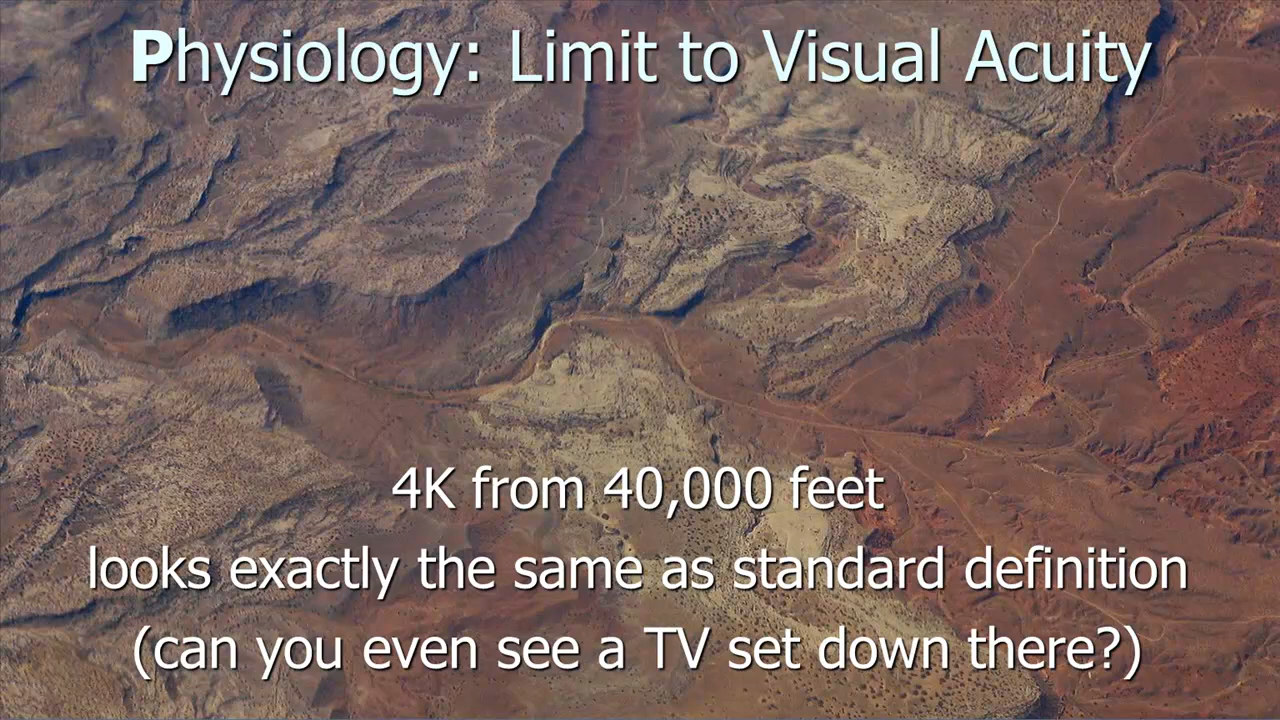 Physiology: Limit to Visual Acuity
4K from 40,000 feet
looks exactly the same as standard definition
(can you even see a TV set down there?)